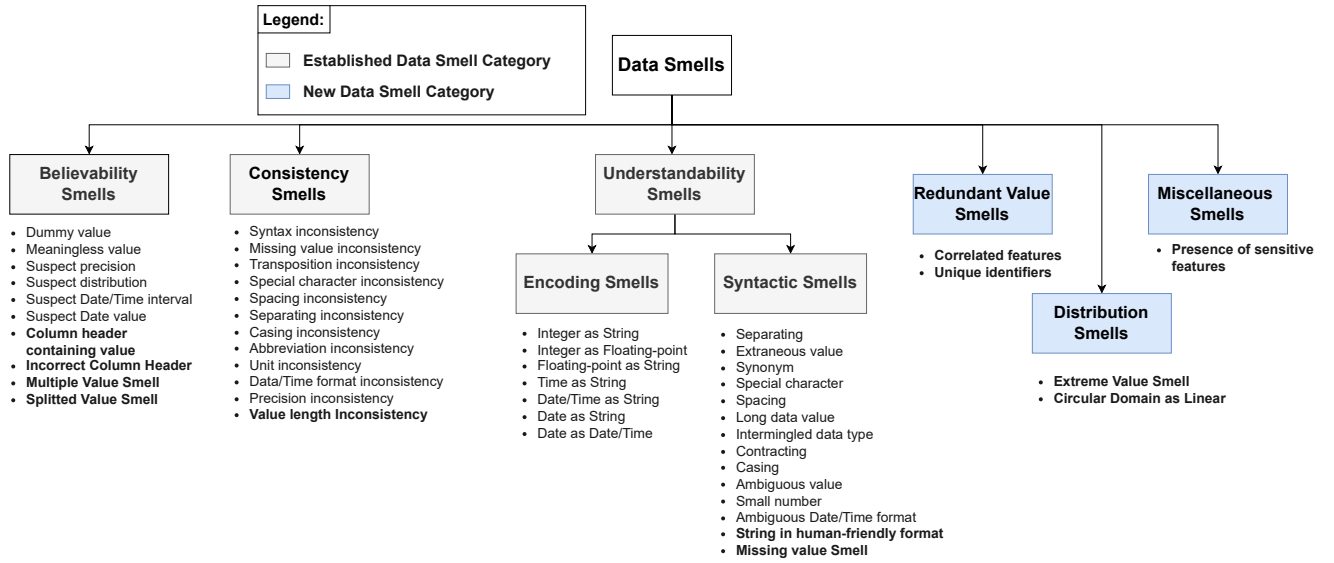 Legend:
Established Data Smell Category
New Data Smell Category
Data Smells
Believability
Smells
• Dummy value
• Meaningless value
• Suspect precision
• Suspect distribution
• Suspect Date/Time interval
• Suspect Date value
• Column header
containing value
• Incorrect Column Header
• Multiple Value Smell
• Splitted Value Smell
Consistency
Smells
• Syntax inconsistency
• Missing value inconsistency
• Transposition inconsistency
• Special character inconsistency
• Spacing inconsistency
• Separating inconsistency
• Casing inconsistency
• Abbreviation inconsistency
• Unit inconsistency
• Data/Time format inconsistency
• Precision inconsistency
• Value length Inconsistency
Understandability
Smells
Encoding Smells
• Integer as String
• Integer as Floating-point
• Floating-point as String
• Time as String
• Date/Time as String
• Date as String
• Date as Date/Time
Syntactic Smells
• Separating
• Extraneous value
• Synonym
• Special character
• Spacing
• Long data value
• Intermingled data type
• Contracting
• Casing
• Ambiguous value
• Small number
• Ambiguous Date/Time format
• String in human-friendly format
• Missing value Smell
Redundant Value
Smells
• Correlated features
• Unique identifiers
Distribution
Smells
• Extreme Value Smell
• Circular Domain as Linear
Miscellaneous
Smells
• Presence of sensitive
features